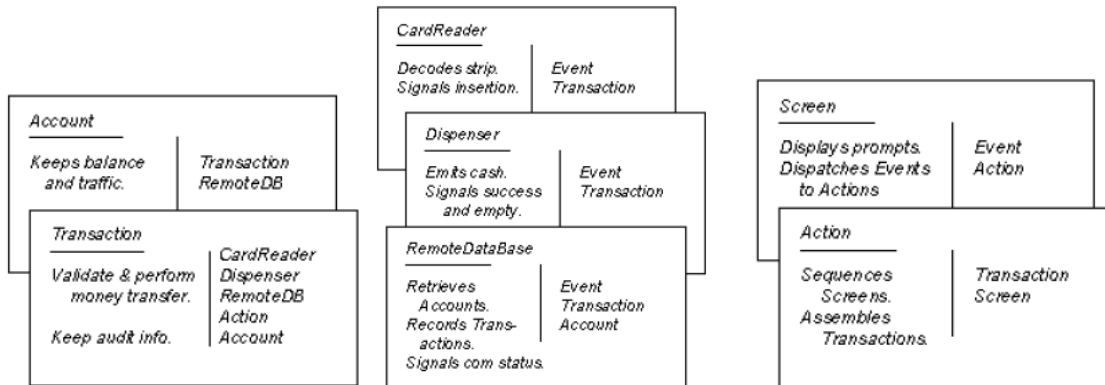 Account
Keeps balance
and traffic.
Transaction
RemoteDB
Transaction
Validate & perform
money transfer.
Keep audit info.
CardReader
Dispenser
RemoteDB
Action
Account
CardReader
Decodes strip.
Signals insertion.
Event
Transaction
Dispenser
Emits cash.
Signals success
and empty.
Event
Transaction
RemoteDataBase
Retrieves
Accounts.
Records Trans-
actions.
Signals com status.
Event
Transaction
Account
Screen
Displays prompts.
Dispatches Events
to Actions
Event
Action
Action
Sequences
Screens.
Assembles
Transactions.
Transaction
Screen